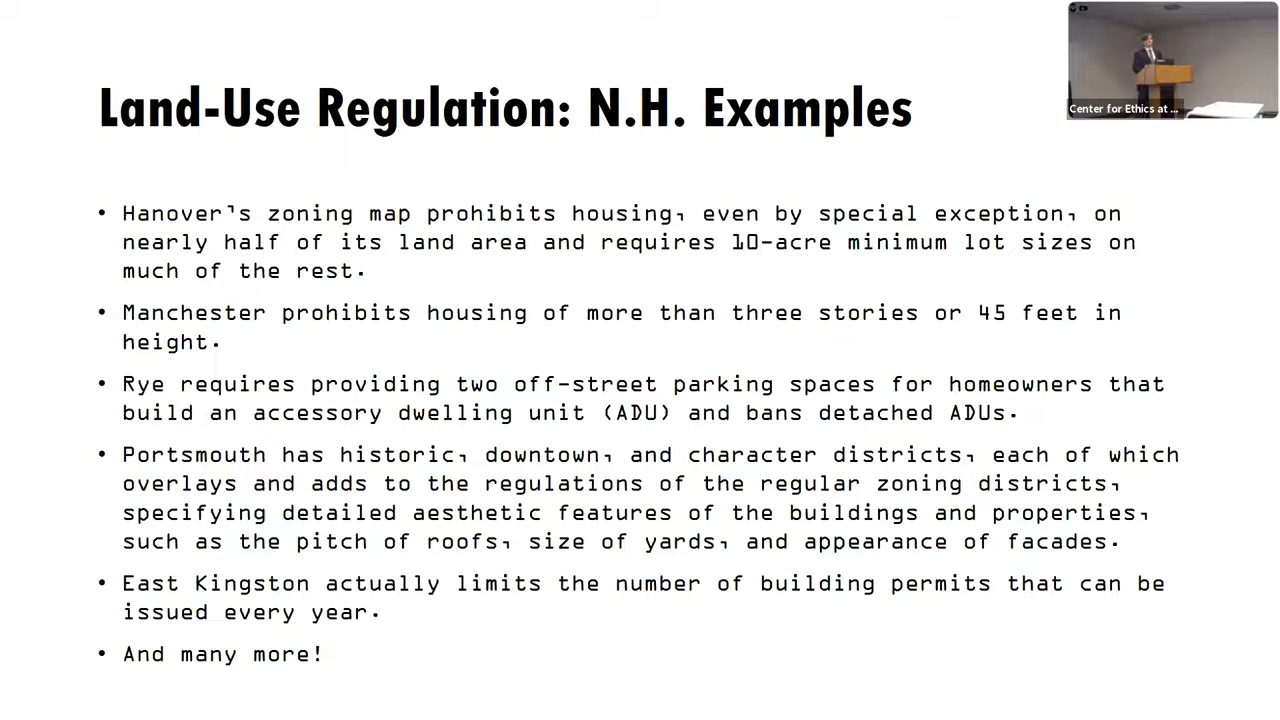 Land-Use Regulation: N.H. Examples
Center for Ethics at ...
• Hanover's zoning map prohibits housing, even by special exception, on
nearly half of its land area and requires 10-acre minimum lot sizes on
much of the rest.
• Manchester prohibits housing of more than three stories or 45 feet in
height.
• Rye requires providing two off-street parking spaces for homeowners that
build an accessory dwelling unit (ADU) and bans detached ADUs.
• Portsmouth has historic, downtown, and character districts, each of which
overlays and adds to the regulations of the regular zoning districts,
specifying detailed aesthetic features of the buildings and properties,
such as the pitch of roofs, size of yards, and appearance of facades.
• East Kingston actually limits the number of building permits that can be
issued every year.
• And many more!